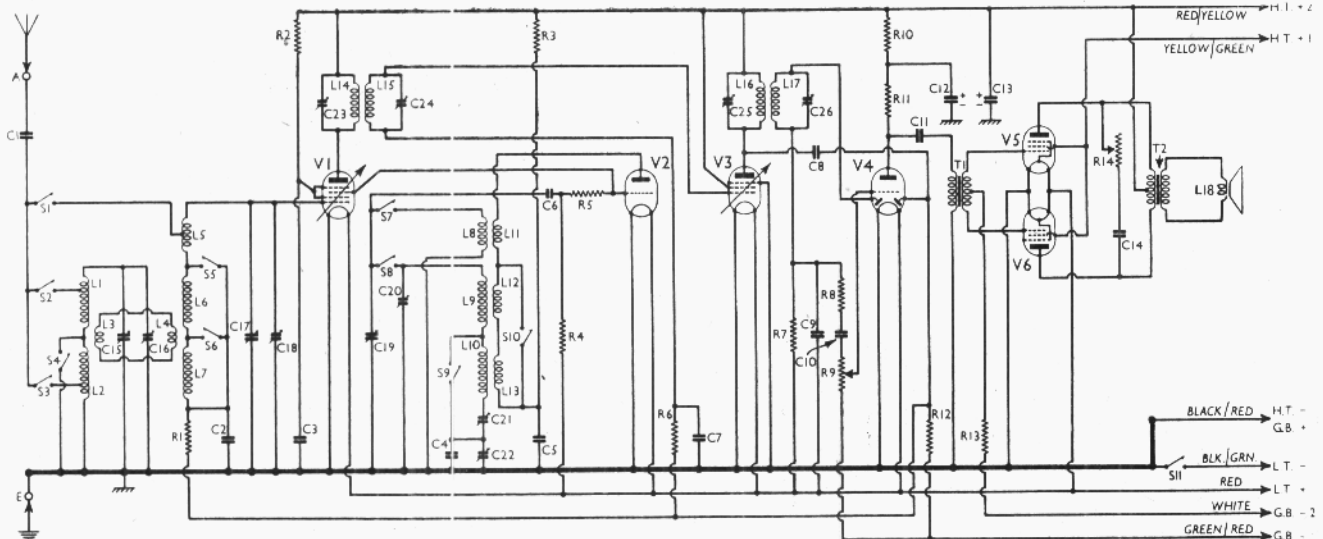 R2 R3 R10 RED/YELLOW H.T. + 2
YELLOW/GREEN H.T. + 1
A
C1
L14 L15 C23 C24
L16 L17 C25 C26
R11 C12 + + C13
C11
V1 V2 V3 V4 V5 V6
C8 T1 R14 T2 L18
C14
S1 L5 S5 L6 S6 L7
C6 R5 S7 L8 L11
S2 L1 L3 C15 L4 C16
S8 C20 L9 L12 S10
C17 C18 C19 L10 R4
S4 S3 L2 S9 L13
R7 C9 R8 C10 R9
R1 C2 C3 C4 C21 C22 C5
R6 C7 R12 R13
BLACK/RED H.T. -
G.B. +
BLK./GRN. L.T. -
S11
E
RED L.T. +
WHITE G.B. - 2
GREEN/RED G.B. -